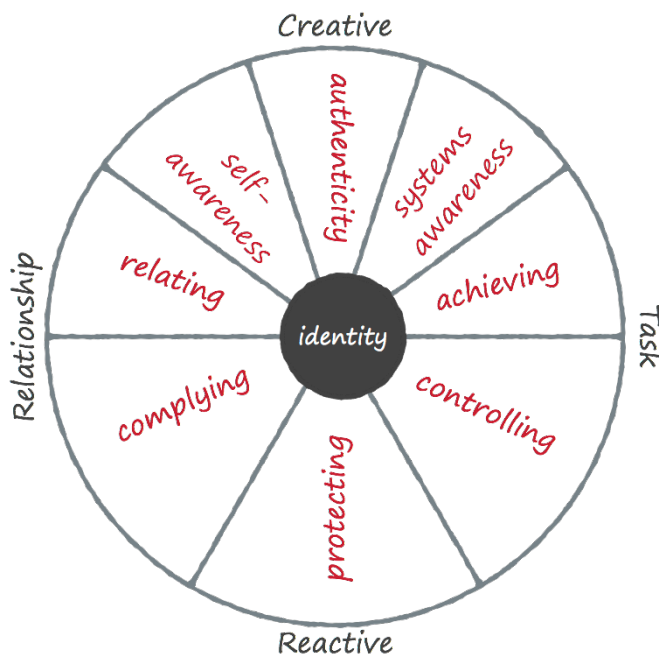 Creative
authenticity
self-
awareness
systems
awareness
relating
achieving
Relationship
identity
Task
complying
controlling
protecting
Reactive